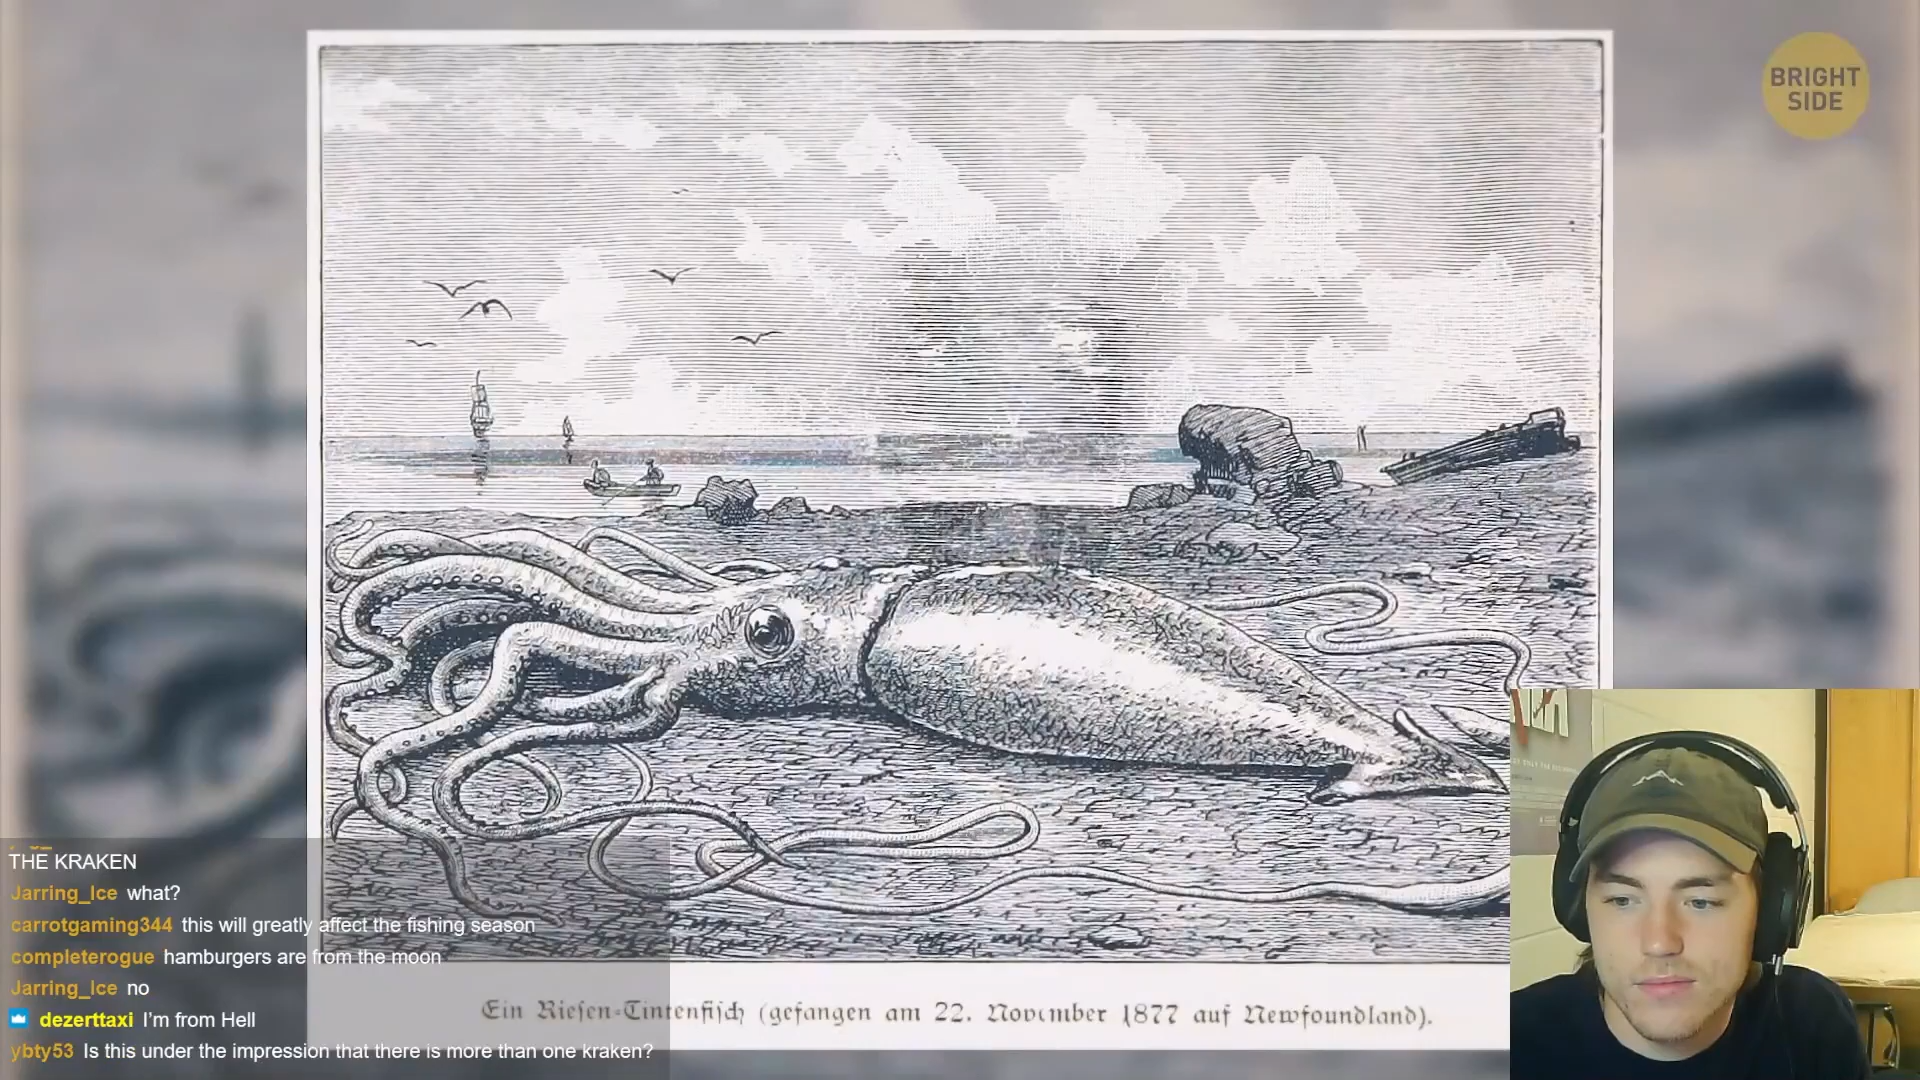 BRIGHT
SIDE
THE KRAKEN
Jarring_Ice what?
carrotgaming344 this will greatly affect the fishing season
completerogue hamburgers are from the moon
Jarring_Ice no
dezerttaxi I'm from Hell
ybty53 Is this under the impression that there is more than one kraken?
Ein Riesen-Tintenfisch (gefangen am 22. November 1877 auf Newfoundland).